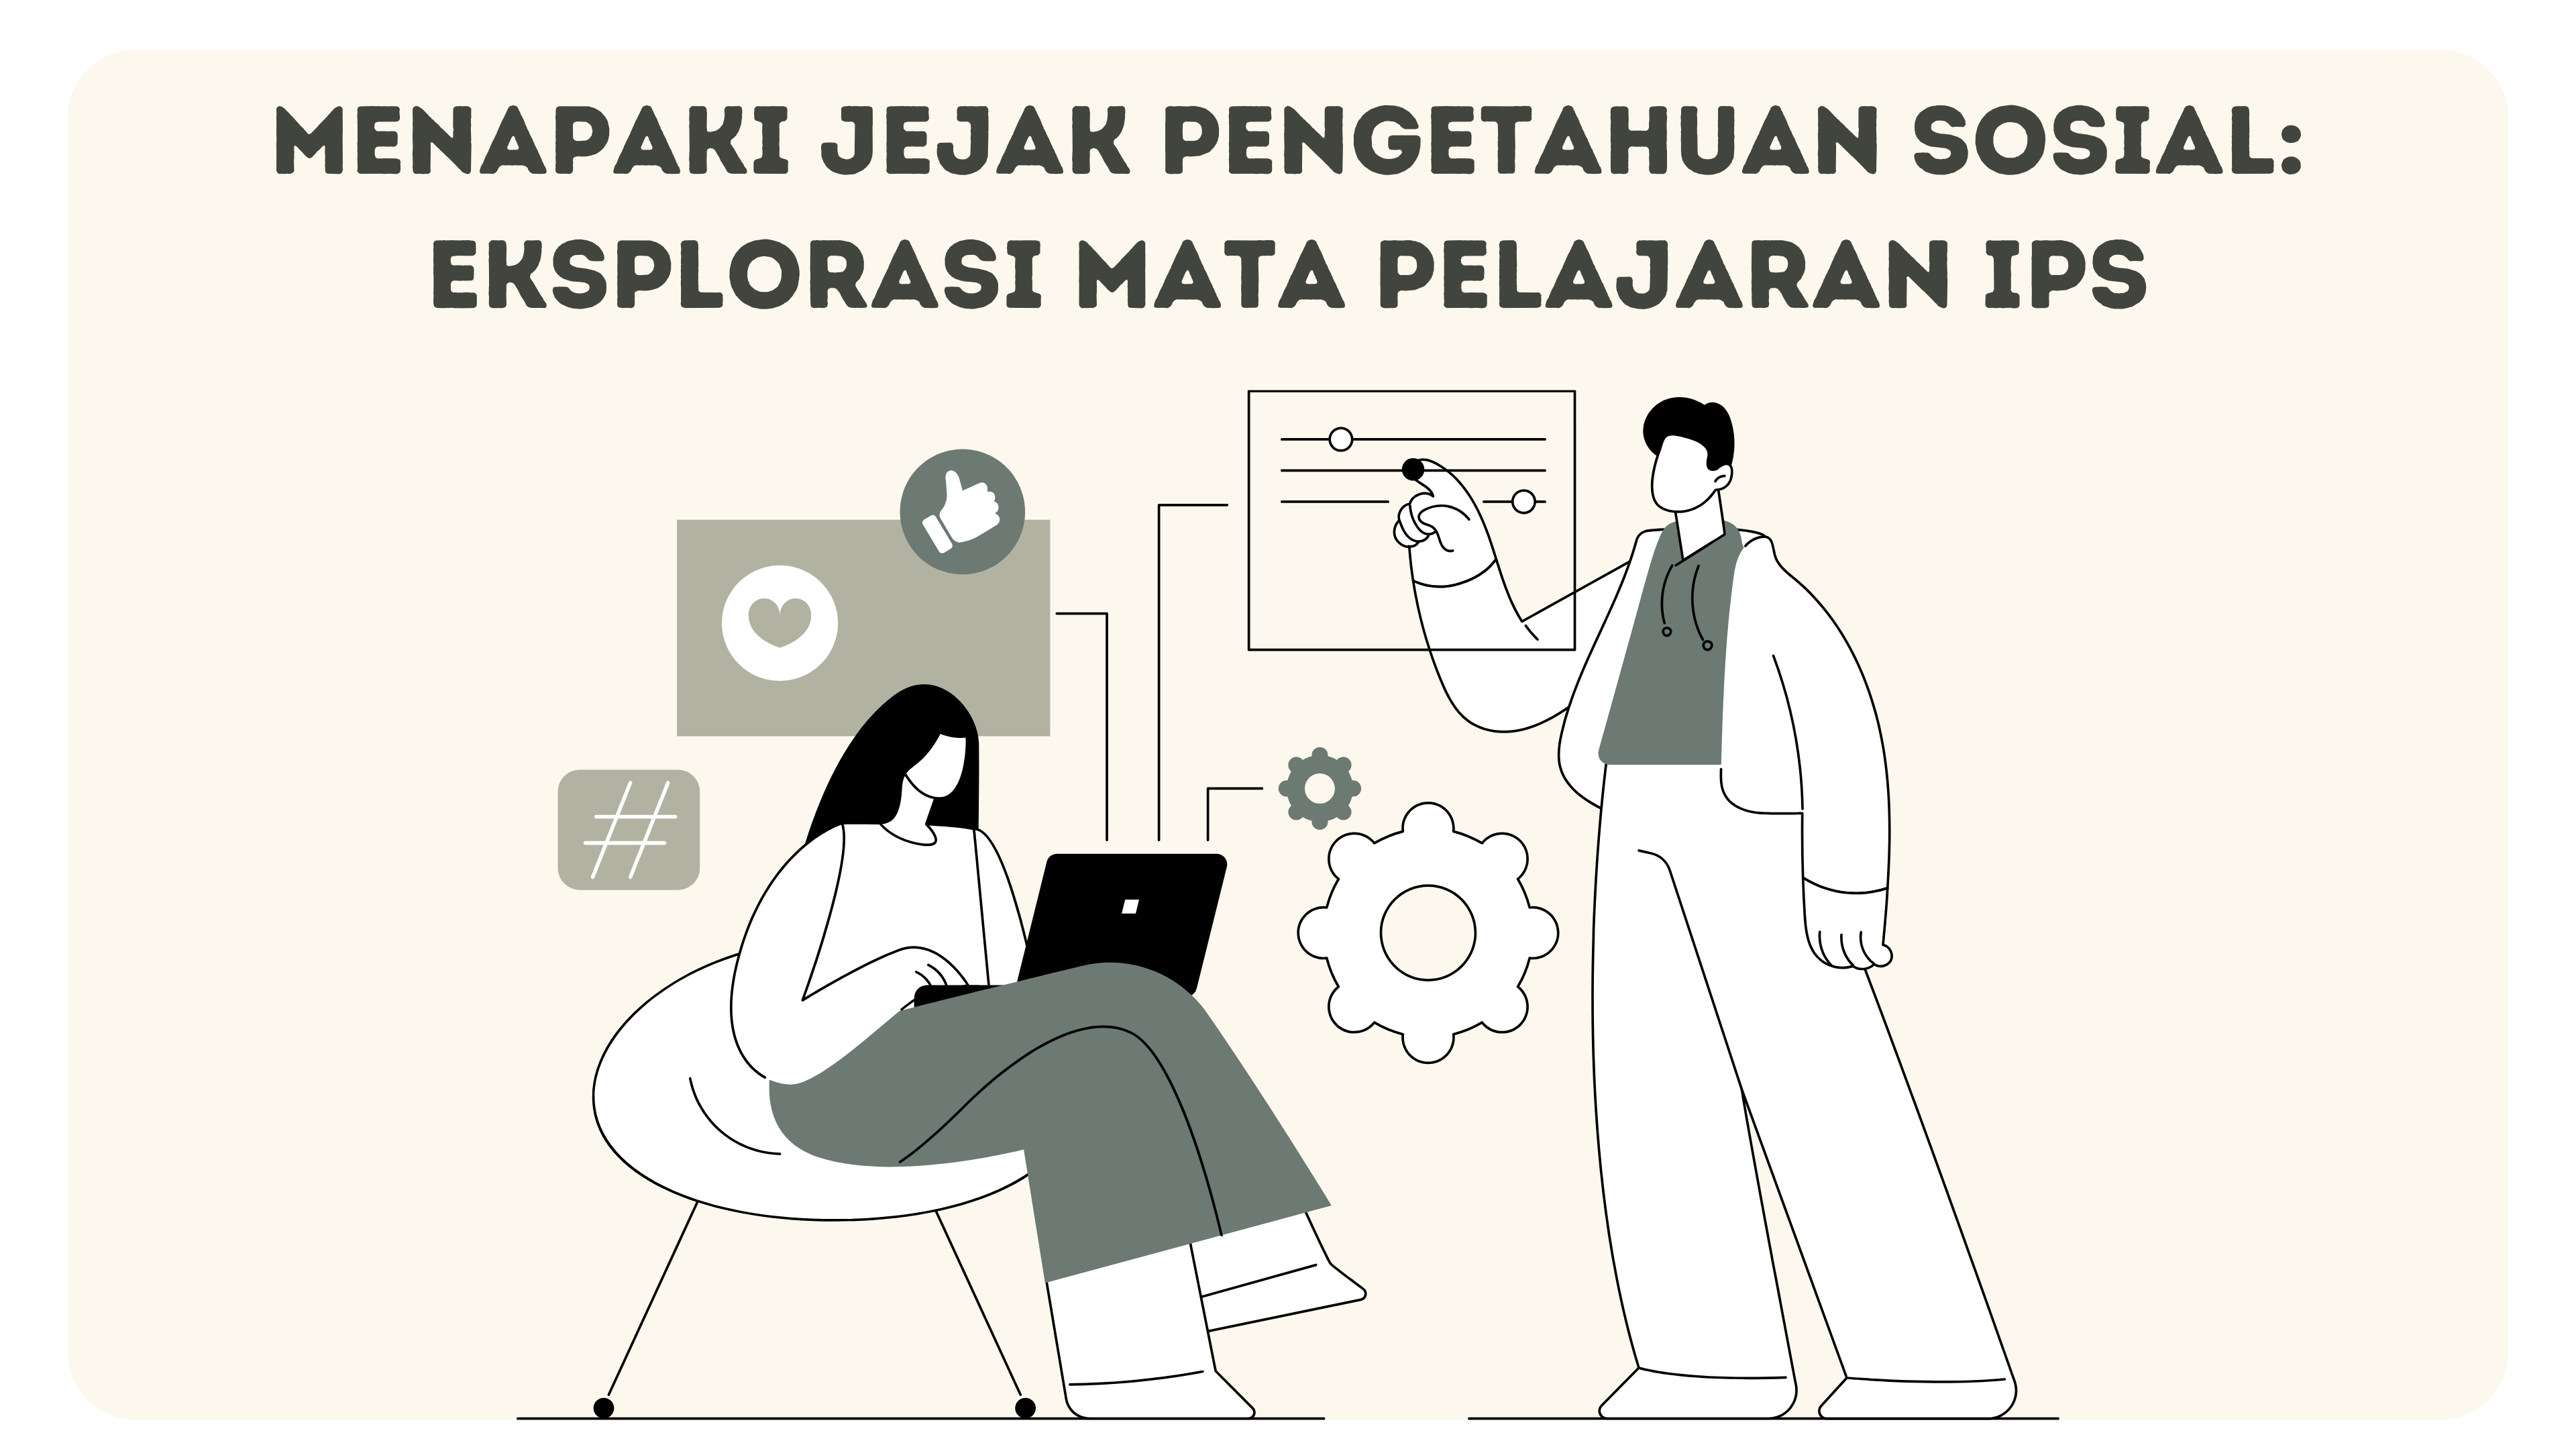 MENAPAKI JEJAK PENGETAHUAN SOSIAL:
EKSPLORASI MATA PELAJARAN IPS
#